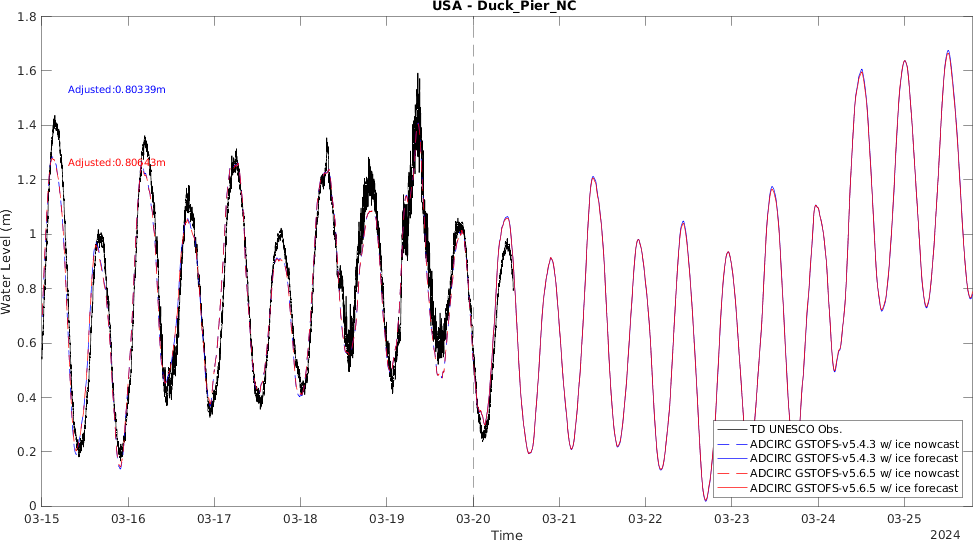 USA - Duck_Pier_NC
Water Level (m)
1.8
1.6
1.4
1.2
1
0.8
0.6
0.4
0.2
0
Adjusted:0.80339m
Adjusted:0.80643m
TD UNESCO Obs.
ADCIRC GSTOFS-v5.4.3 w/ ice nowcast
ADCIRC GSTOFS-v5.4.3 w/ ice forecast
ADCIRC GSTOFS-v5.6.5 w/ ice nowcast
ADCIRC GSTOFS-v5.6.5 w/ ice forecast
03-15 03-16 03-17 03-18 03-19 03-20 03-21 03-22 03-23 03-24 03-25
Time
2024